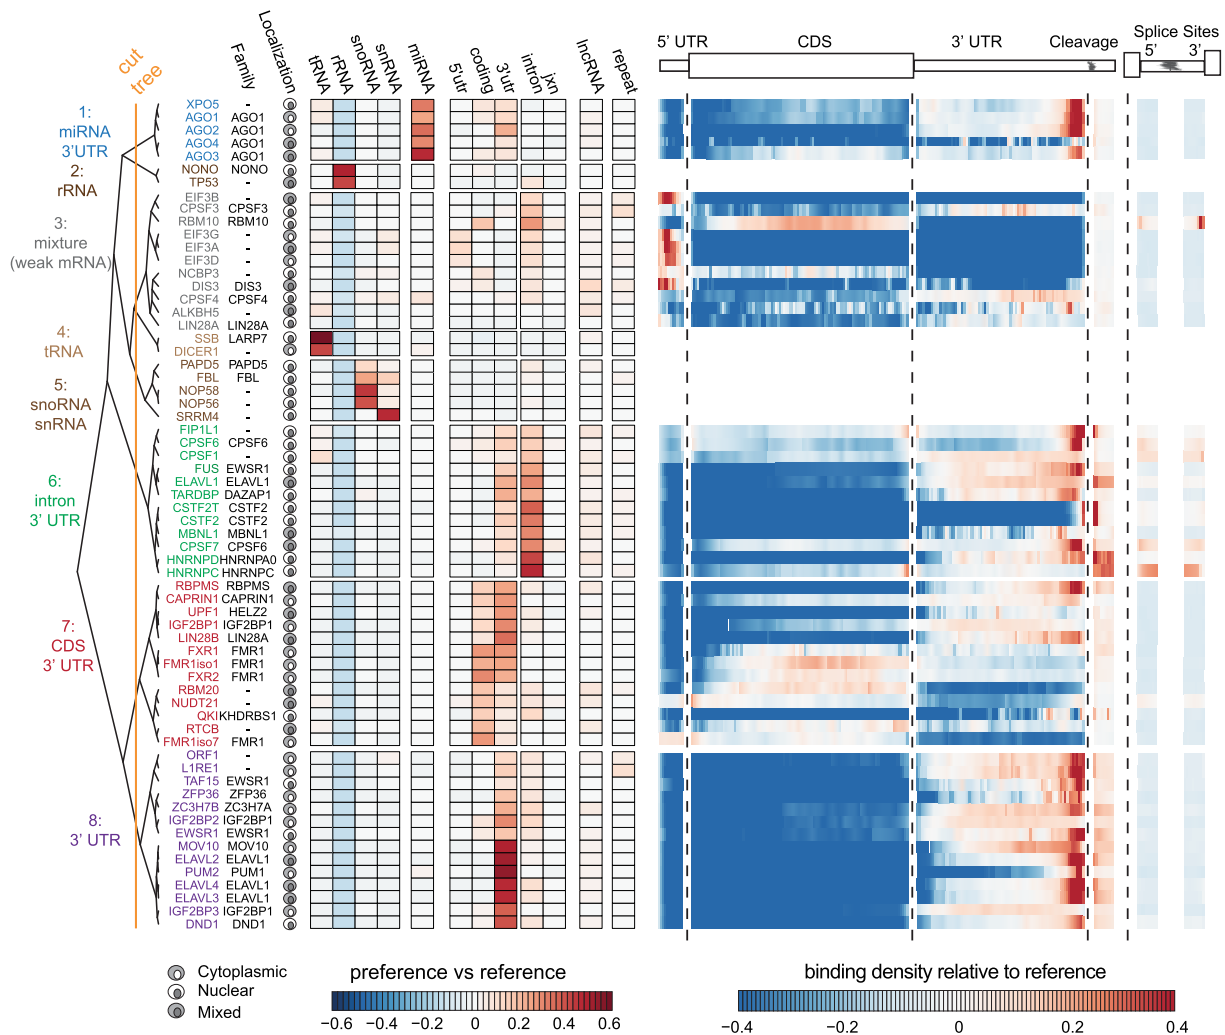 cut
tree
Family
Localization
tRNA
rRNA
snoRNA
snRNA
miRNA
5'utr
coding
3'utr
intron
jxn
lncRNA
repeat
5' UTR
CDS
3' UTR
Cleavage
Splice Sites
5'
3'
1:
miRNA
3'UTR
XPO5 -
AGO1 AGO1
AGO2 AGO1
AGO4 AGO1
AGO3 AGO1
2:
rRNA
NONO NONO
TP53 -
3:
mixture
(weak mRNA)
EIF3B -
CPSF3 CPSF3
RBM10 RBM10
EIF3G -
EIF3A -
EIF3D -
NCBP3 -
DIS3 DIS3
CPSF4 CPSF4
ALKBH5 -
LIN28A LIN28A
4:
tRNA
SSB LARP7
DICER1 -
5:
snoRNA
snRNA
PAPD5 PAPD5
FBL FBL
NOP58 -
NOP56 -
SRRM4 -
6:
intron
3' UTR
FIP1L1 -
CPSF6 CPSF6
CPSF1 -
FUS EWSR1
ELAVL1 ELAVL1
TARDBP DAZAP1
CSTF2T CSTF2
CSTF2 CSTF2
MBNL1 MBNL1
CPSF7 CPSF6
HNRNPD HNRNPA0
HNRNPC HNRNPC
7:
CDS
3' UTR
RBPMS RBPMS
CAPRIN1 CAPRIN1
UPF1 HELZ2
IGF2BP1 IGF2BP1
LIN28B LIN28A
FXR1 FMR1
FMR1iso1 FMR1
FXR2 FMR1
RBM20 -
NUDT21 -
QKI KHDRBS1
RTCB -
FMR1iso7 FMR1
8:
3' UTR
ORF1 -
L1RE1 -
TAF15 EWSR1
ZFP36 ZFP36
ZC3H7B ZC3H7A
IGF2BP2 IGF2BP1
EWSR1 EWSR1
MOV10 MOV10
ELAVL2 ELAVL1
PUM2 PUM1
ELAVL4 ELAVL1
ELAVL3 ELAVL1
IGF2BP3 IGF2BP1
DND1 DND1
Cytoplasmic
Nuclear
Mixed
preference vs reference
−0.6 −0.4 −0.2 0 0.2 0.4 0.6
binding density relative to reference
−0.4 −0.2 0 0.2 0.4